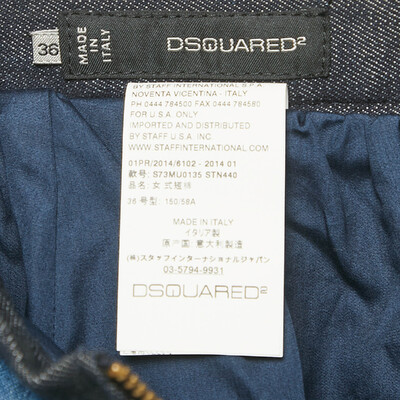 36
MADE
IN
ITALY
DSQUARED2
BY STAFF INTERNATIONAL S.P.A
NOVENTA VICENTINA - ITALY
PH 0444 784500 FAX 0444 784560
FOR U.S.A. ONLY
IMPORTED AND DISTRIBUTED
BY STAFF U.S.A. INC.
WWW.STAFFINTERNATIONAL.COM
01PR/2014/6102 - 2014 01
款号: S73MU0135 STN440
品名: 女式短裤
36 号型: 150/58A
MADE IN ITALY
イタリア製
原产国: 意大利制造
(株) スタッフインターナショナルジャパン
03-5794-9931
DSQUARED2